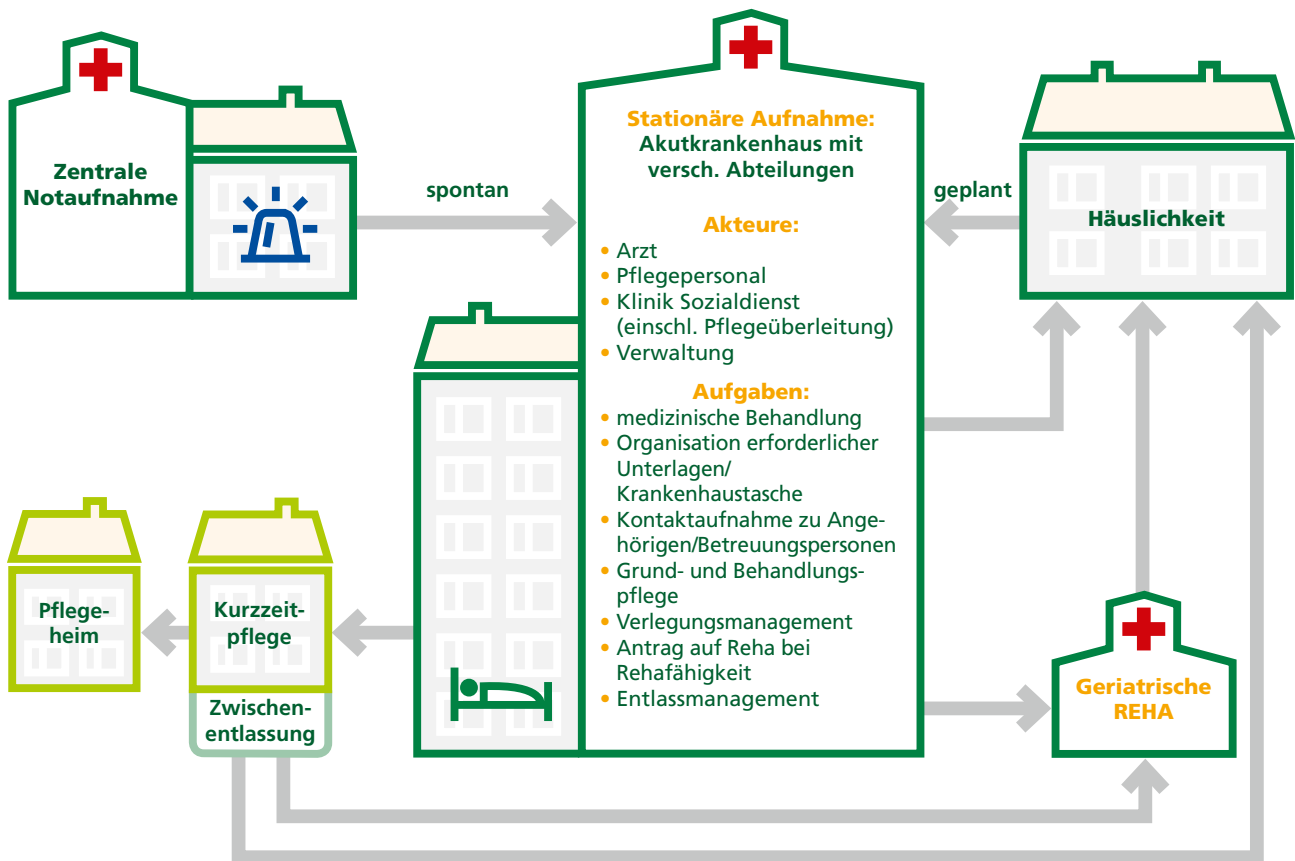 Zentrale
Notaufnahme
spontan
Stationäre Aufnahme:
Akutkrankenhaus mit
versch. Abteilungen
Akteure:
• Arzt
• Pflegepersonal
• Klinik Sozialdienst
(einschl. Pflegeüberleitung)
• Verwaltung
Aufgaben:
• medizinische Behandlung
• Organisation erforderlicher
Unterlagen/
Krankenhaustasche
• Kontaktaufnahme zu Ange-
hörigen/Betreuungspersonen
• Grund- und Behandlungs-
pflege
• Verlegungsmanagement
• Antrag auf Reha bei
Rehafähigkeit
• Entlassmanagement
geplant
Häuslichkeit
Pflege-
heim
Kurzzeit-
pflege
Zwischen-
entlassung
Geriatrische
REHA